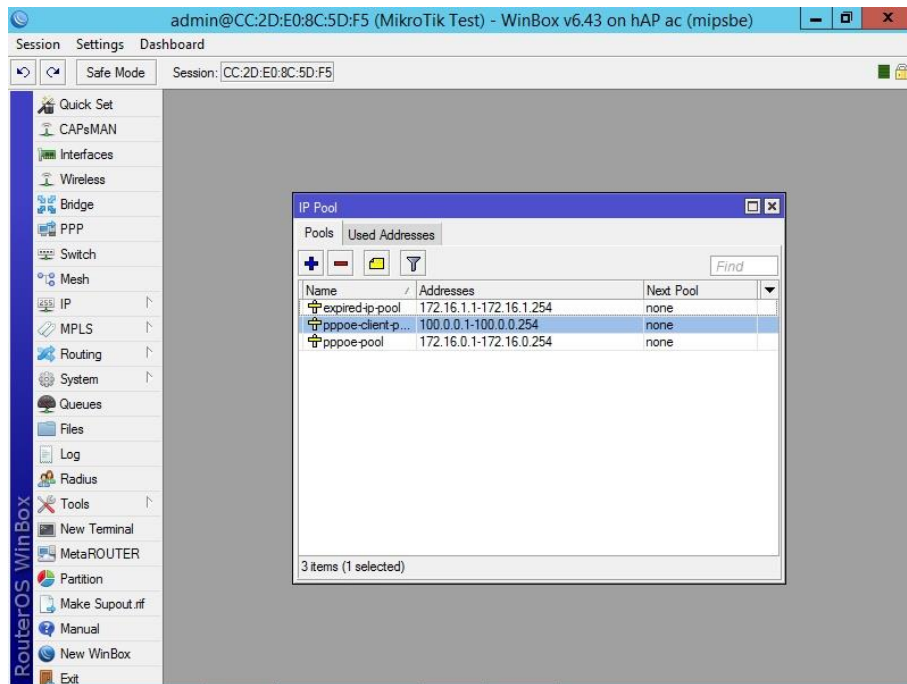 admin@CC:2D:E0:8C:5D:F5 (MikroTik Test) - WinBox v6.43 on hAP ac (mipsbe)
Session Settings Dashboard
Safe Mode Session: CC:2D:E0:8C:5D:F5
Quick Set
CAPsMAN
Interfaces
Wireless
Bridge
PPP
Switch
Mesh
IP
MPLS
Routing
System
Queues
Files
Log
Radius
Tools
New Terminal
MetaROUTER
Partition
Make Supout.rif
Manual
New WinBox
Exit
RouterOS WinBox
IP Pool
Pools Used Addresses
Find
Name Addresses Next Pool
expired-ip-pool 172.16.1.1-172.16.1.254 none
pppoe-client-p... 100.0.0.1-100.0.0.254 none
pppoe-pool 172.16.0.1-172.16.0.254 none
3 items (1 selected)